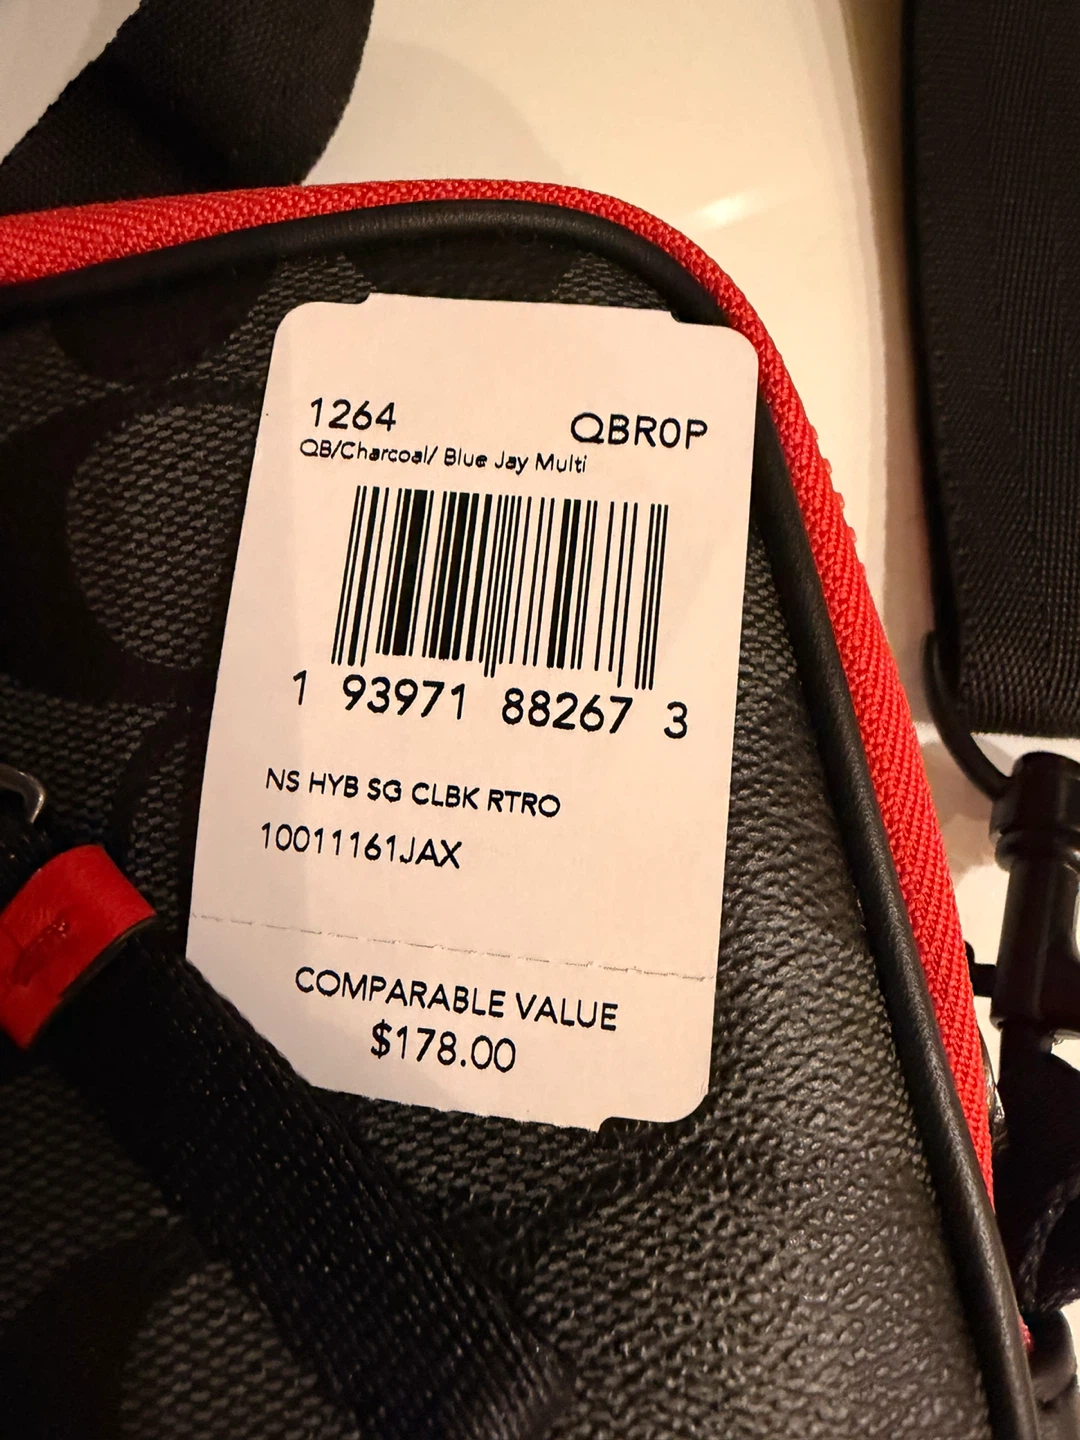 1264 QBR0P
QB/Charcoal/ Blue Jay Multi
1 93971 88267 3
NS HYB SG CLBK RTRO
10011161JAX
COMPARABLE VALUE
$178.00